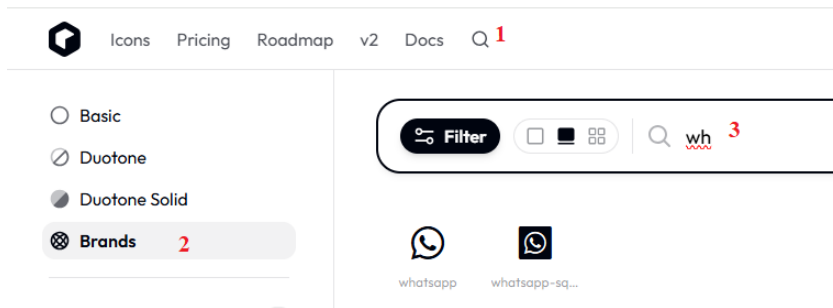 Icons Pricing Roadmap v2 Docs 1
Basic
Duotone
Duotone Solid
Brands 2
Filter wh 3
whatsapp whatsapp-sq...